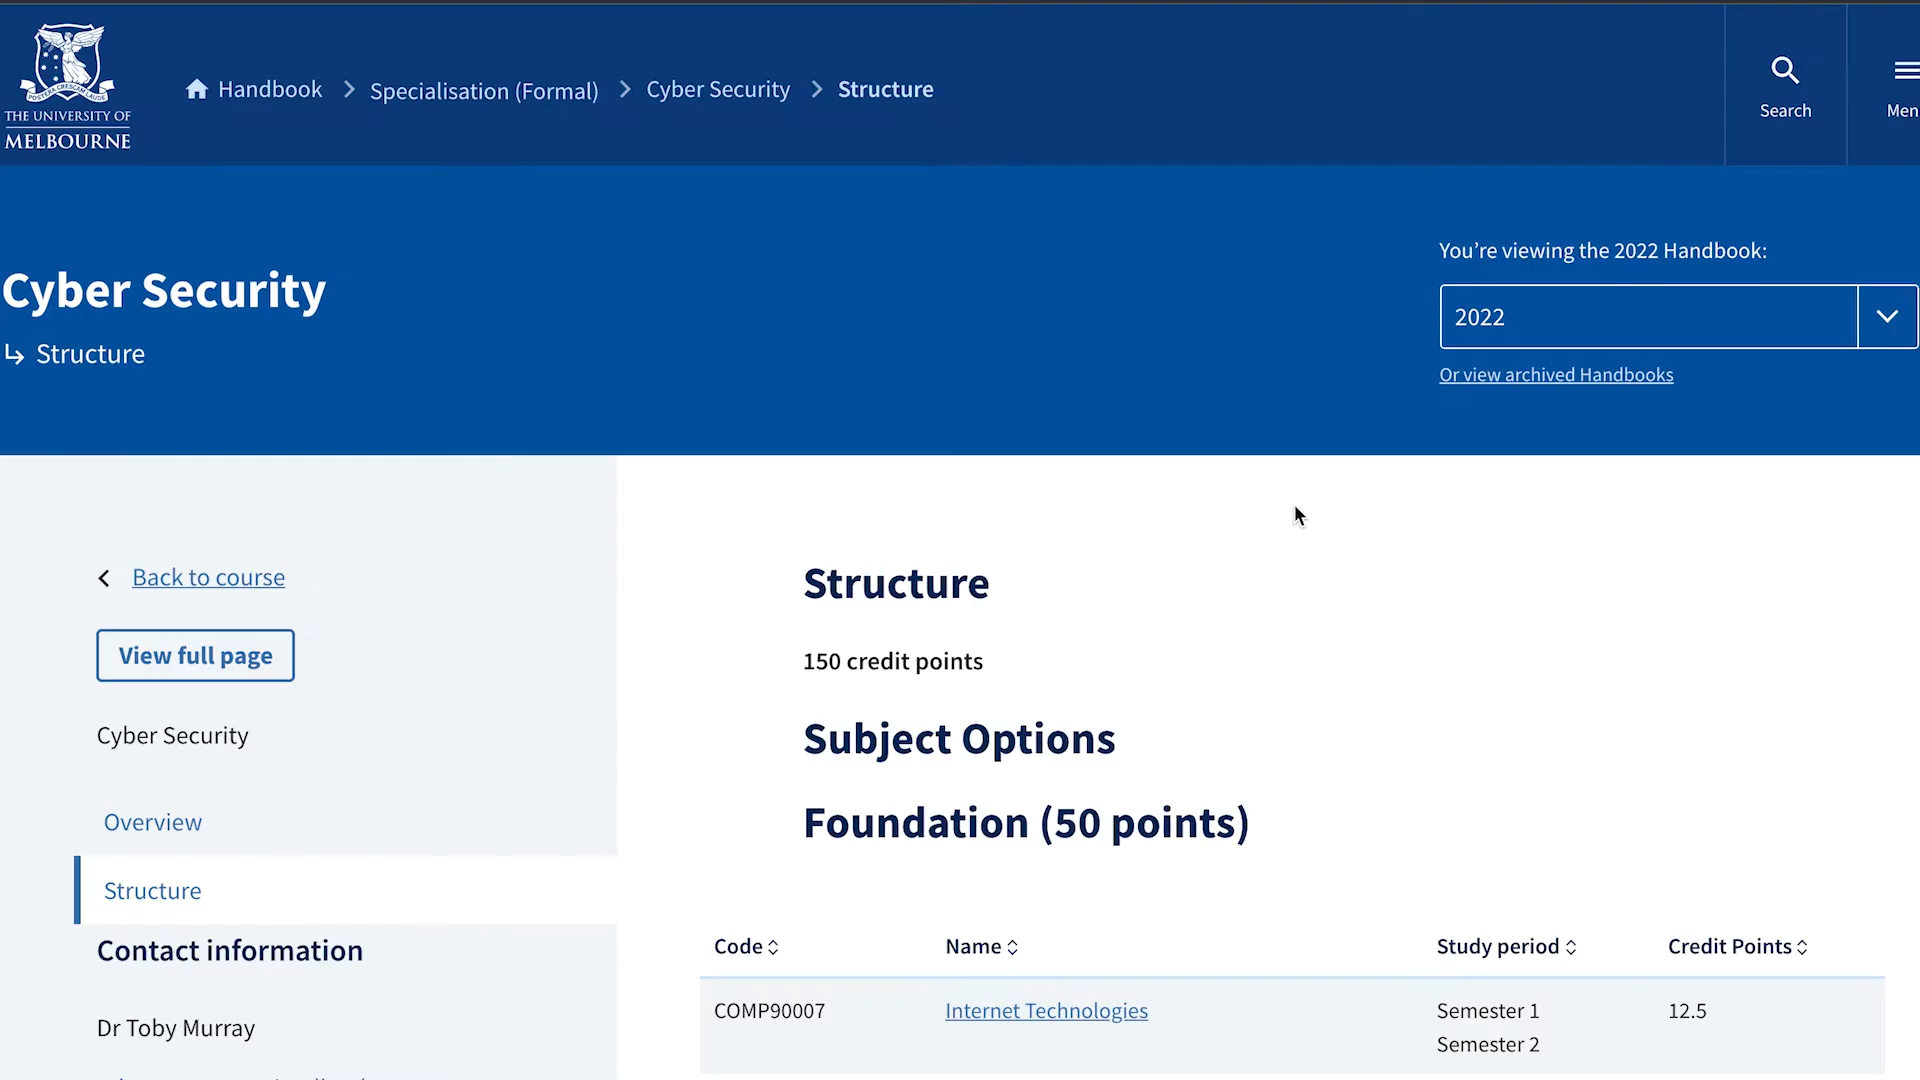 POSTERA CRESCAM LAUDE
THE UNIVERSITY OF
MELBOURNE
Handbook
Specialisation (Formal)
Cyber Security
Structure
Search
Men
Cyber Security
Structure
You're viewing the 2022 Handbook:
2022
Or view archived Handbooks
Back to course
View full page
Cyber Security
Overview
Structure
Contact information
Dr Toby Murray
Structure
150 credit points
Subject Options
Foundation (50 points)
Code Name Study period Credit Points
COMP90007 Internet Technologies Semester 1 12.5
Semester 2